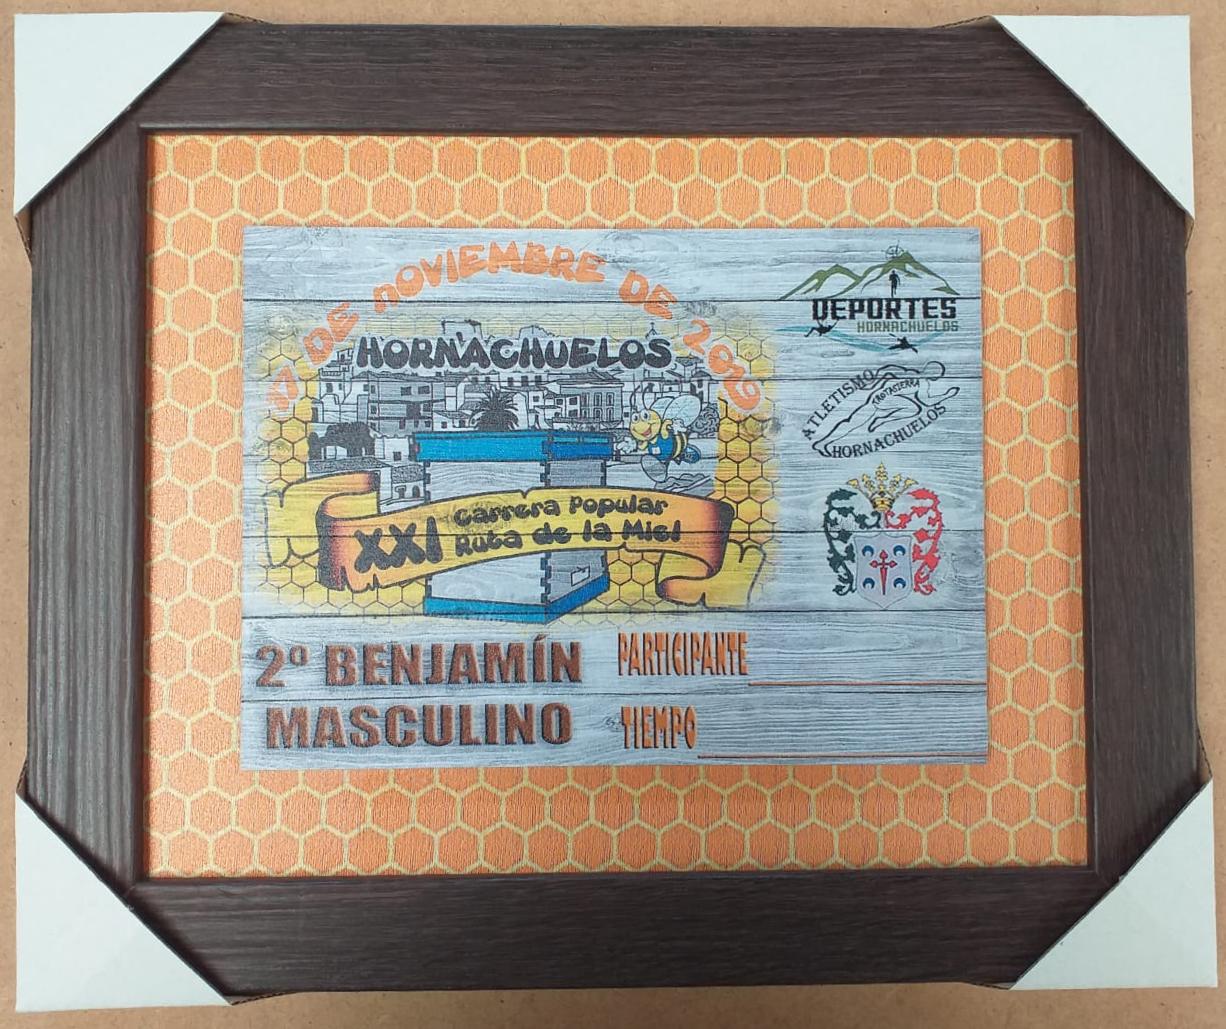 17 DE NOVIEMBRE DE 2019
HORNACHUELOS
XXI Carrera Popular
Ruta de la Miel
DEPORTES
HORNACHUELOS
ATLETISMO
TROTASIERRA
HORNACHUELOS
2º BENJAMÍN
MASCULINO
PARTICIPANTE
TIEMPO